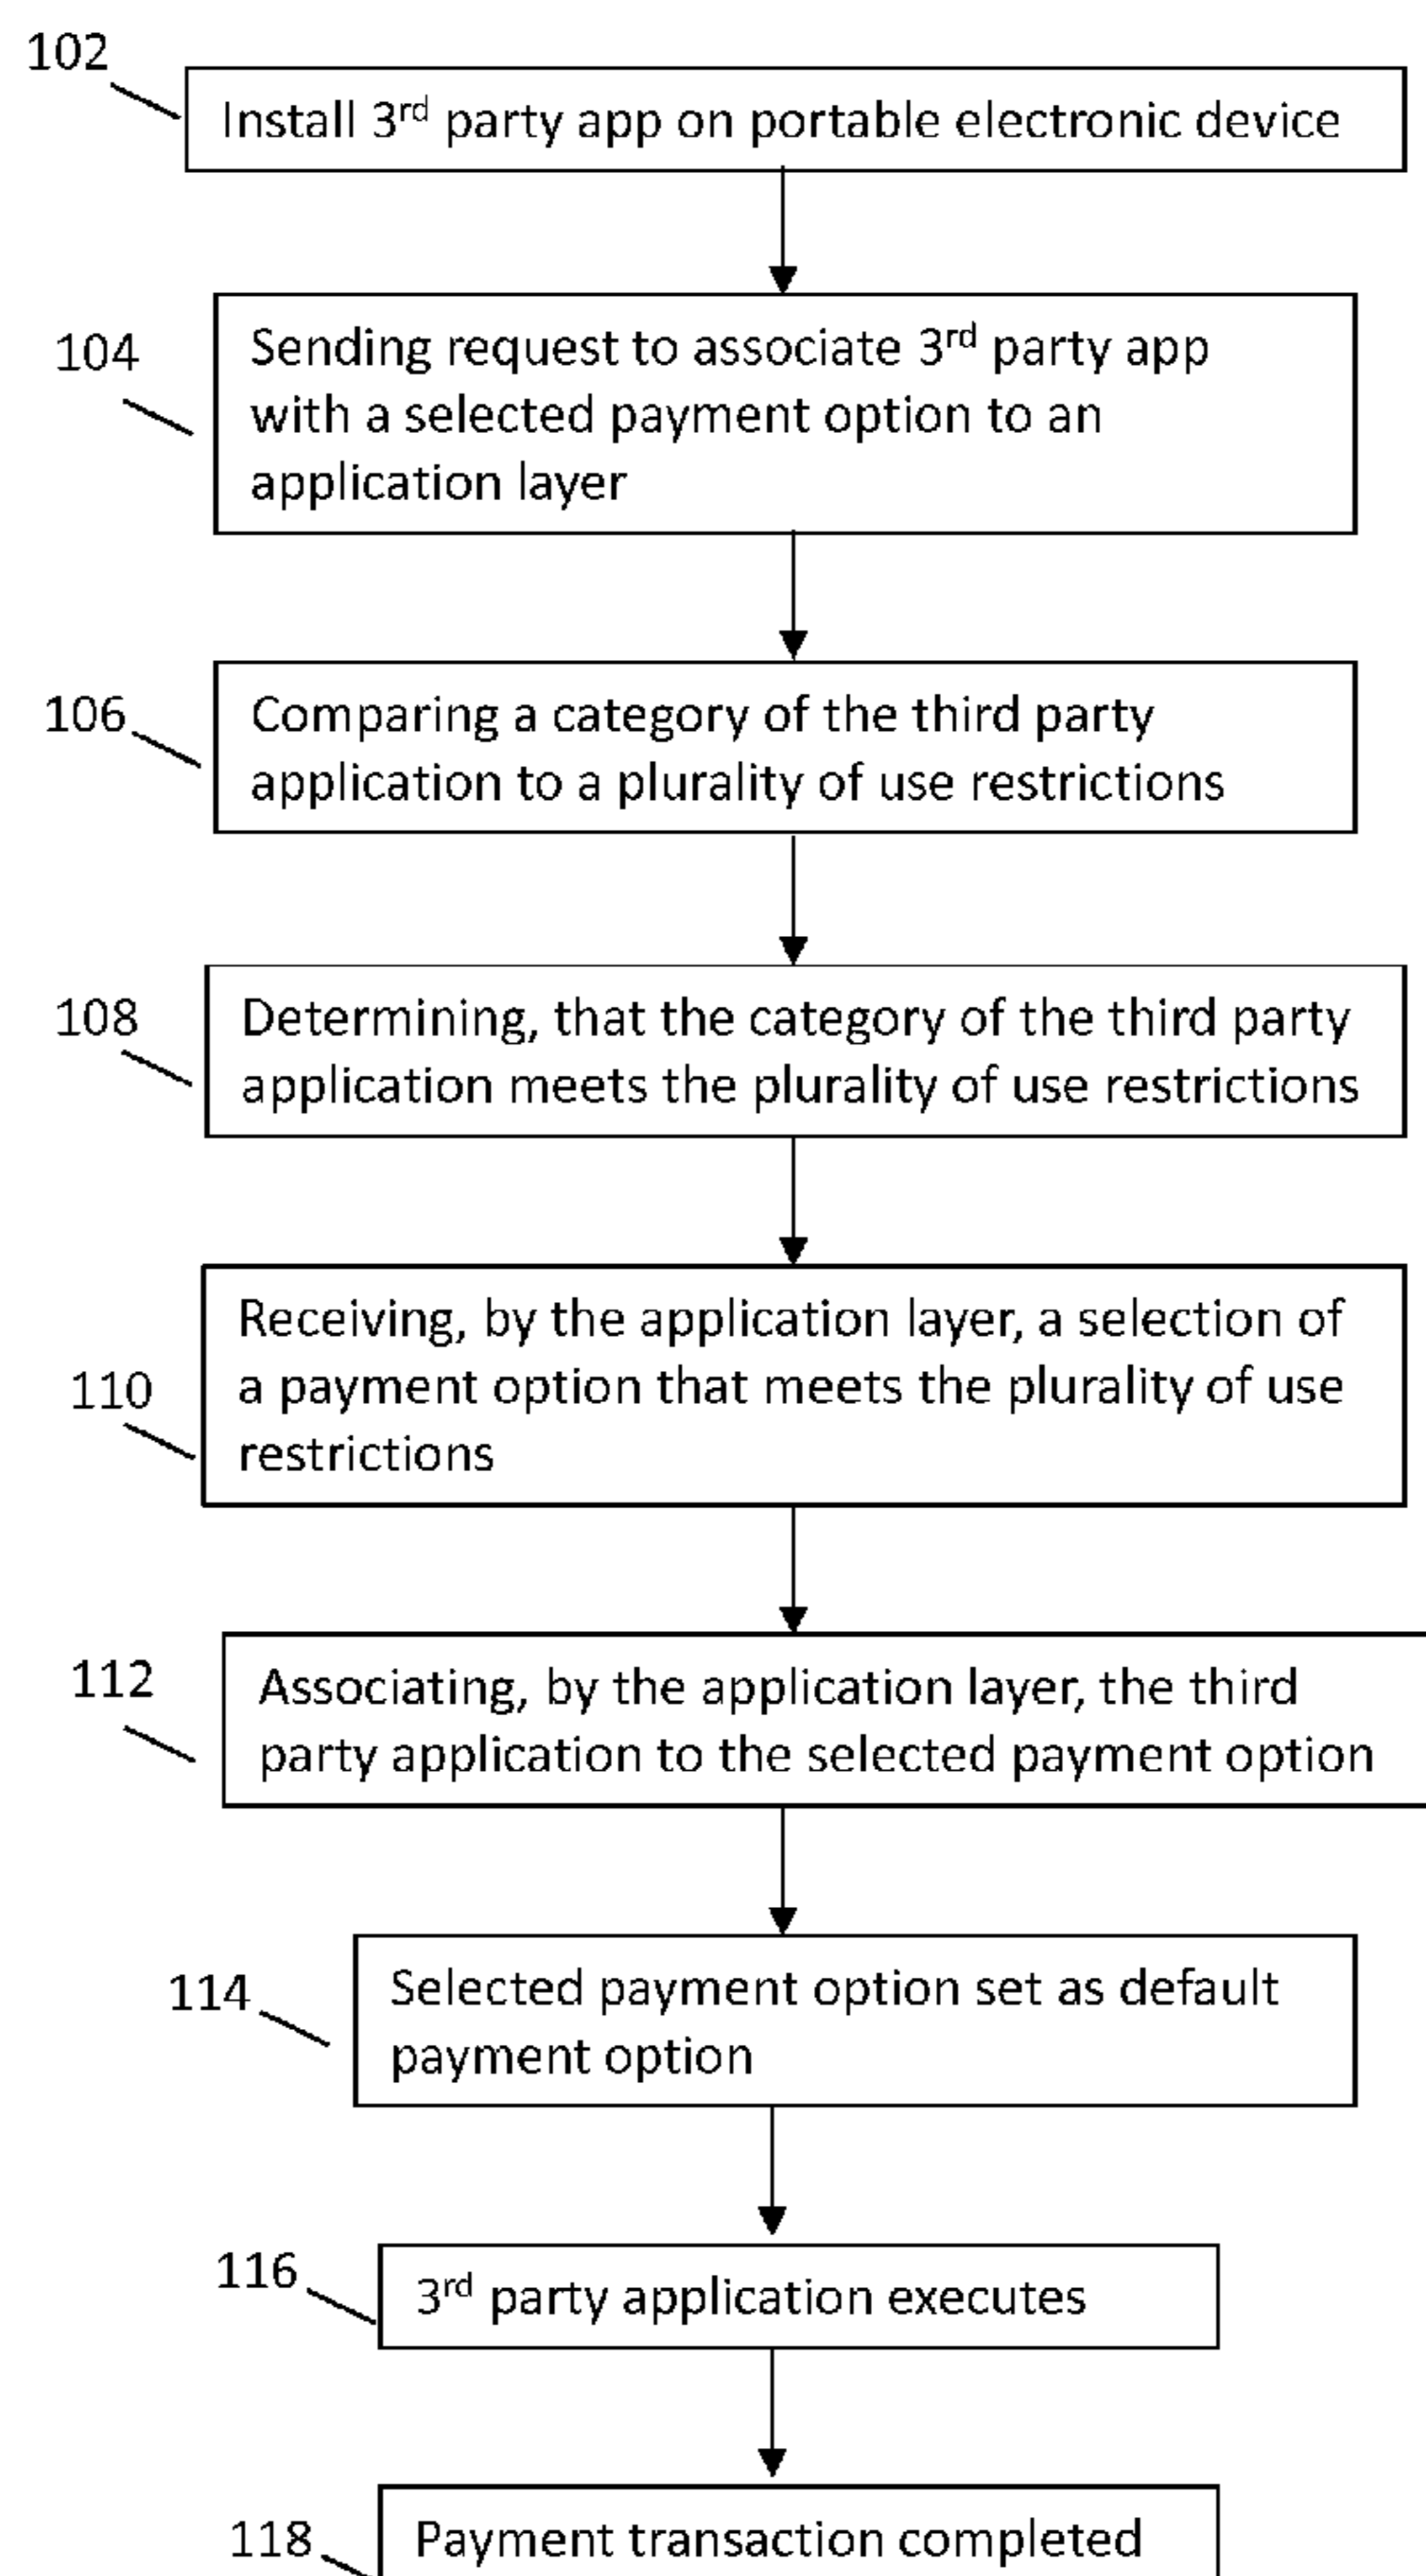 102
Install 3rd party app on portable electronic device
104
Sending request to associate 3rd party app
with a selected payment option to an
application layer
106
Comparing a category of the third party
application to a plurality of use restrictions
108
Determining, that the category of the third party
application meets the plurality of use restrictions
110
Receiving, by the application layer, a selection of
a payment option that meets the plurality of use
restrictions
112
Associating, by the application layer, the third
party application to the selected payment option
114
Selected payment option set as default
payment option
116
3rd party application executes
118
Payment transaction completed